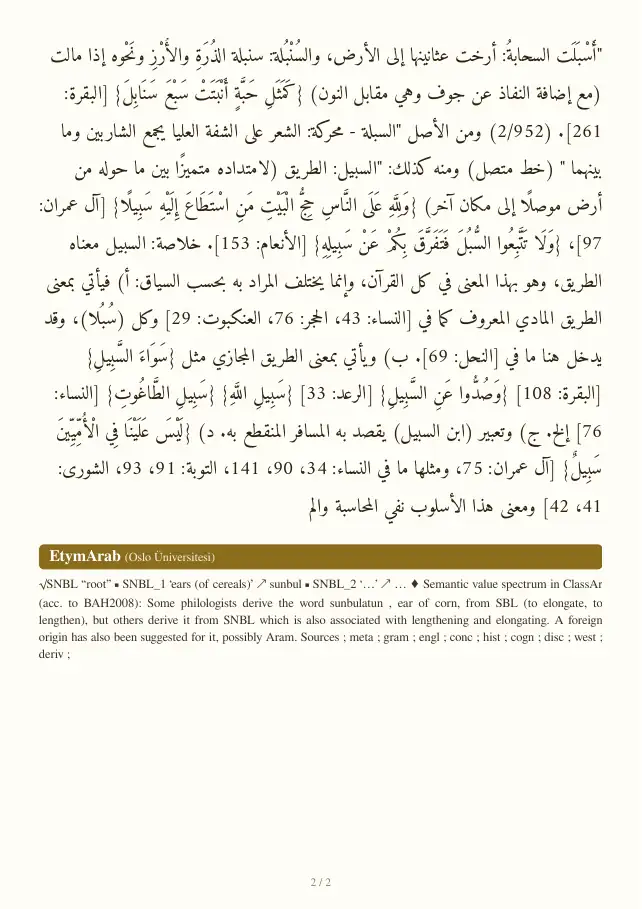 "أَسْبَلَت السحابةُ: أرخت عثانينها إلى الأرض، والسُنْبُلة: سنبلة الذُرَةِ والأُرْزِ ونَحْوه إذا مالت
(مع إضافة النفاذ عن جوف وهي مقابل النون) {كَمَثَلِ حَبَّةٍ أَنْبَتَتْ سَبْعَ سَنَابِلَ} [البقرة:
261]. (2/952) ومن الأصل "السبلة - محركة: الشعر على الشفة العليا يجمع الشاربين وما
بينهما " (خط متصل) ومنه كذلك: "السبيل: الطريق (لامتداده متميزًا بين ما حوله من
أرض موصلًا إلى مكان آخر) {وَلِلَّهِ عَلَى النَّاسِ حِجُّ الْبَيْتِ مَنِ اسْتَطَاعَ إِلَيْهِ سَبِيلًا} [آل عمران:
97]، {وَلَا تَتَّبِعُوا السُّبُلَ فَتَفَرَّقَ بِكُمْ عَنْ سَبِيلِهِ} [الأنعام: 153]. خلاصة: السبيل معناه
الطريق، وهو بهذا المعنى في كل القرآن، وإنما يختلف المراد به بحسب السياق: أ) فيأتي بمعنى
الطريق المادي المعروف كما في [النساء: 43، الحجر: 76، العنكبوت: 29] وكل (سُبُلا)، وقد
يدخل هنا ما في [النحل: 69]. ب) ويأتي بمعنى الطريق المجازي مثل {سَوَاءَ السَّبِيلِ}
[البقرة: 108] {وَصُدُّوا عَنِ السَّبِيلِ} [الرعد: 33] {سَبِيلِ اللَّهِ} {سَبِيلِ الطَّاغُوتِ} [النساء:
76] إلخ. ج) وتعبير (ابن السبيل) يقصد به المسافر المنقطع به. د) {لَيْسَ عَلَيْنَا فِي الْأُمِّيِّينَ
سَبِيلٌ} [آل عمران: 75، ومثلها ما في النساء: 34، 90، 141، التوبة: 91، 93، الشورى:
41، 42] ومعنى هذا الأسلوب نفي المحاسبة والم
EtymArab (Oslo Üniversitesi)
√SNBL “root” ▪ SNBL_1 ‘ears (of cereals)’ ↗ sunbul ▪ SNBL_2 ‘…’ ↗ … ♦ Semantic value spectrum in ClassAr
(acc. to BAH2008): Some philologists derive the word sunbulatun , ear of corn, from SBL (to elongate, to
lengthen), but others derive it from SNBL which is also associated with lengthening and elongating. A foreign
origin has also been suggested for it, possibly Aram. Sources ; meta ; gram ; engl ; conc ; hist ; cogn ; disc ; west ;
deriv ;
2 / 2